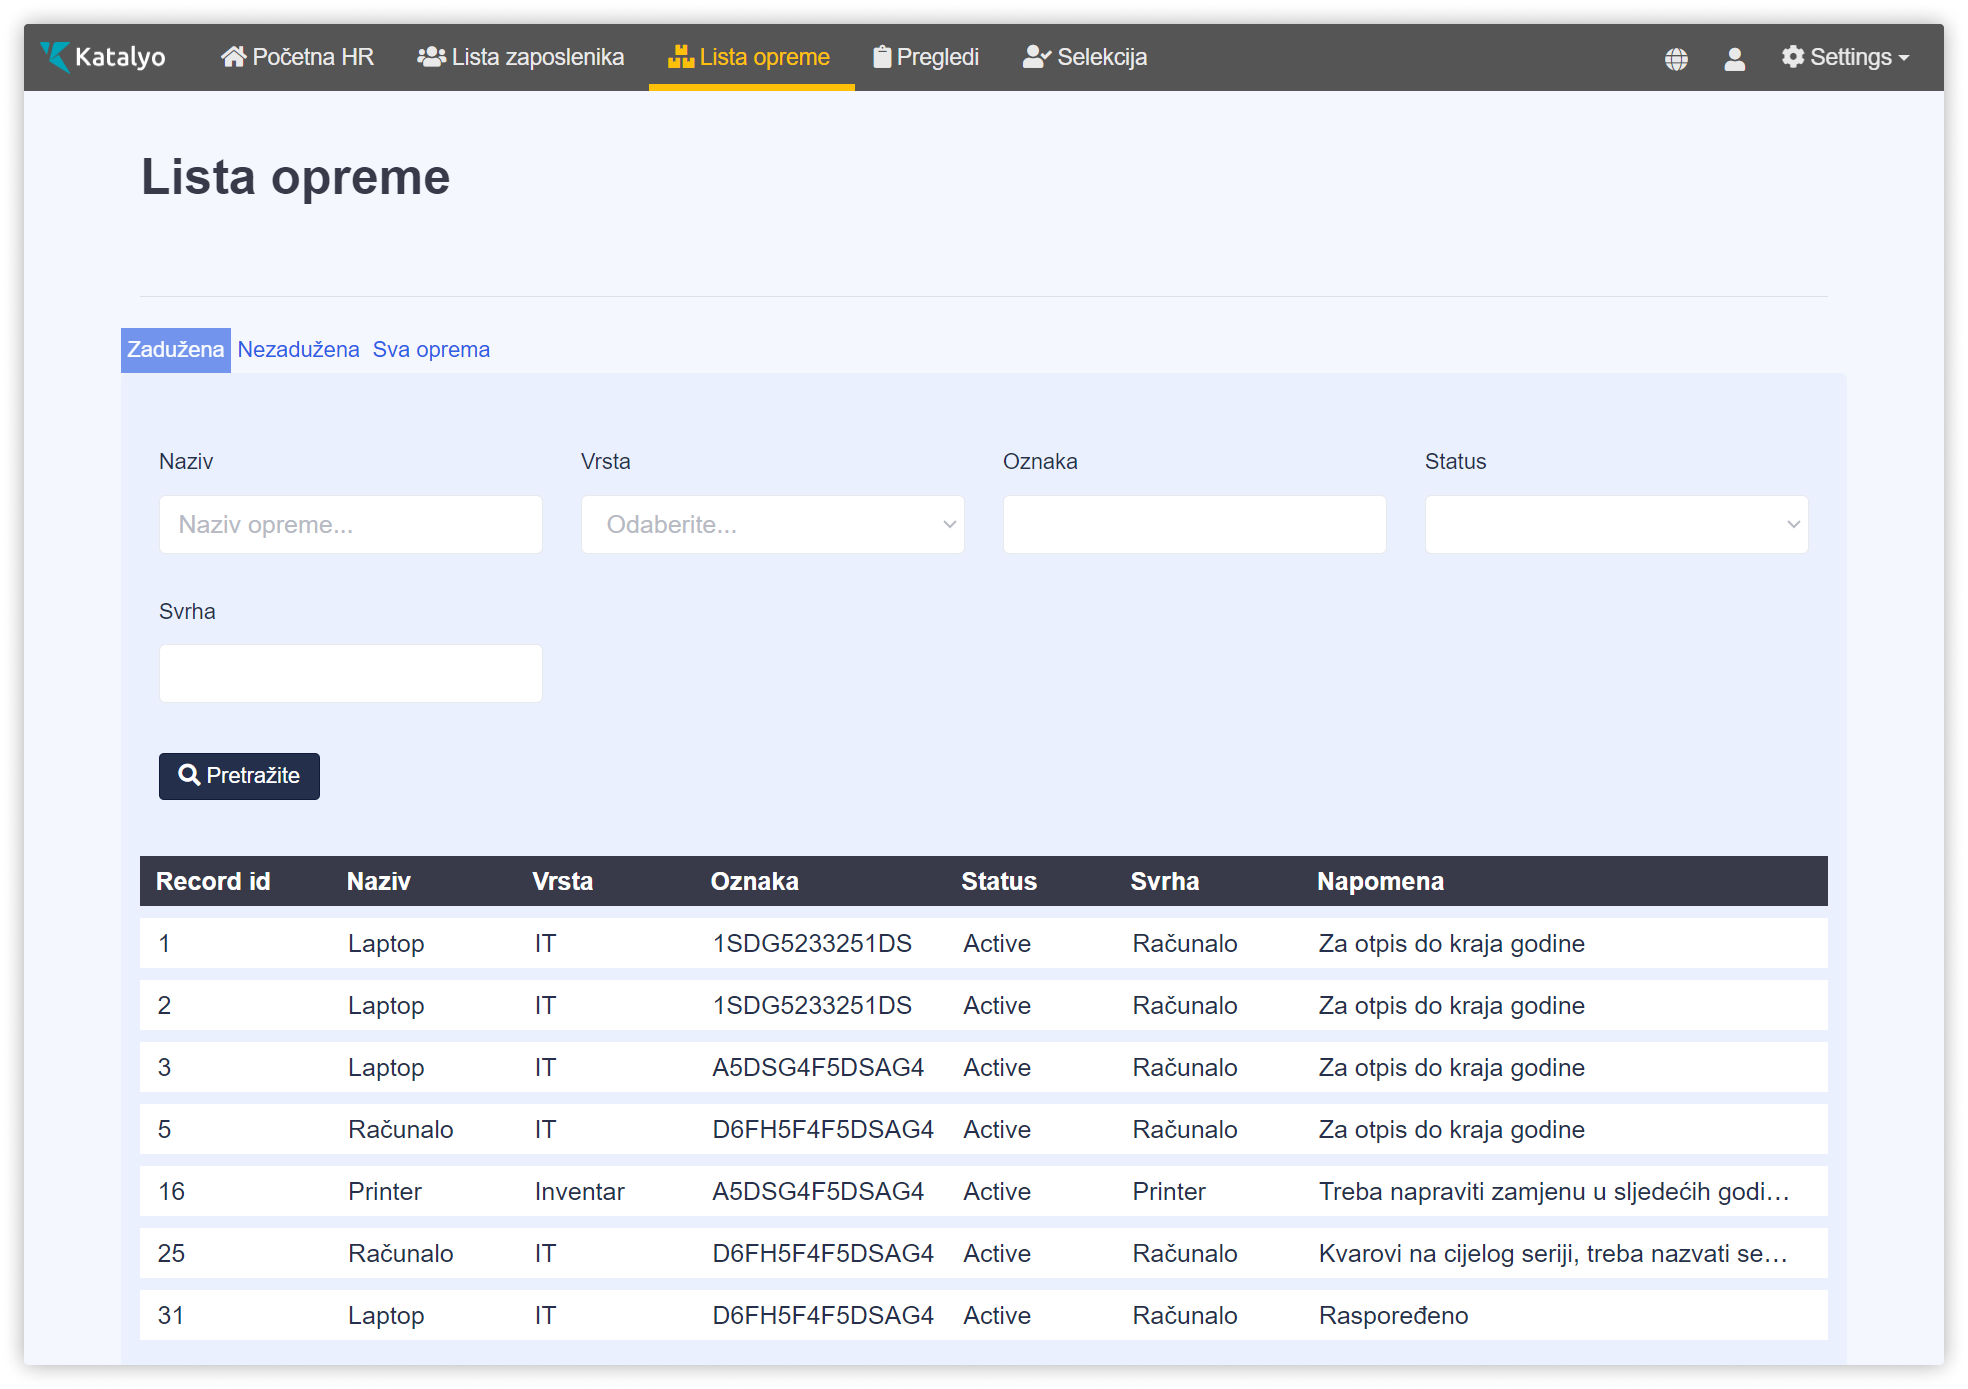 Katalyo Početna HR Lista zaposlenika Lista opreme Pregledi Selekcija Settings
Lista opreme
Zadužena Nezadužena Sva oprema
Naziv Vrsta Oznaka Status
Naziv opreme... Odaberite...
Svrha
Pretražite
Record id Naziv Vrsta Oznaka Status Svrha Napomena
1 Laptop IT 1SDG5233251DS Active Računalo Za otpis do kraja godine
2 Laptop IT 1SDG5233251DS Active Računalo Za otpis do kraja godine
3 Laptop IT A5DSG4F5DSAG4 Active Računalo Za otpis do kraja godine
5 Računalo IT D6FH5F4F5DSAG4 Active Računalo Za otpis do kraja godine
16 Printer Inventar A5DSG4F5DSAG4 Active Printer Treba napraviti zamjenu u sljedećih godi...
25 Računalo IT D6FH5F4F5DSAG4 Active Računalo Kvarovi na cijelog seriji, treba nazvati se...
31 Laptop IT D6FH5F4F5DSAG4 Active Računalo Raspoređeno